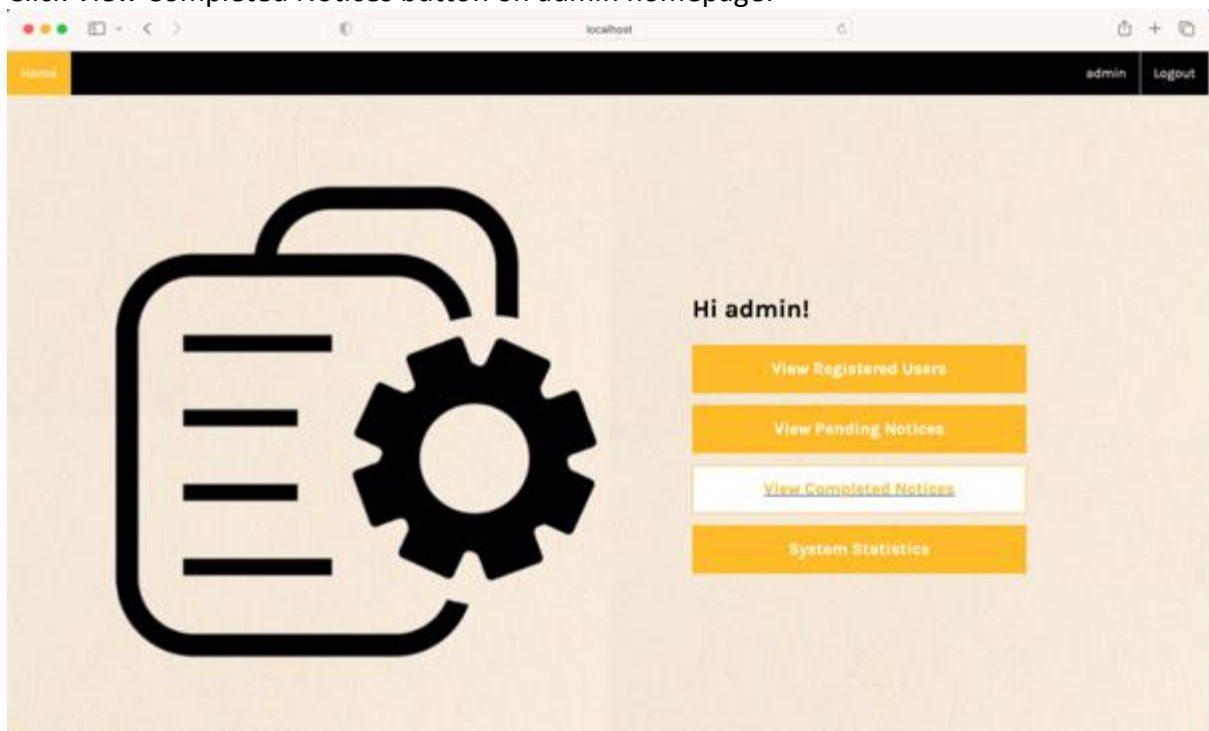 Click View Completed Notices button on admin homepage.
localhost
Home
admin
Logout
Hi admin!
View Registered Users
View Pending Notices
View Completed Notices
System Statistics